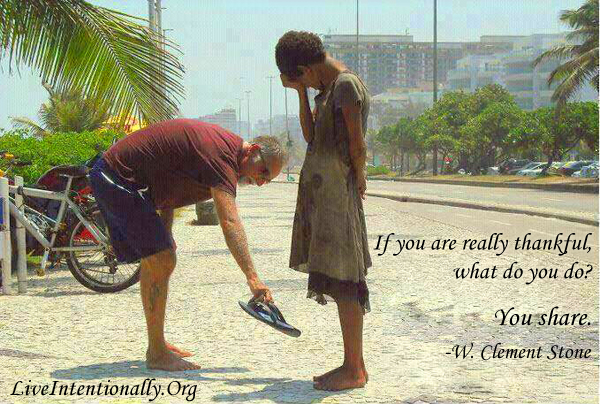 If you are really thankful,
what do you do?
You share.
-W. Clement Stone
LiveIntentionally.Org